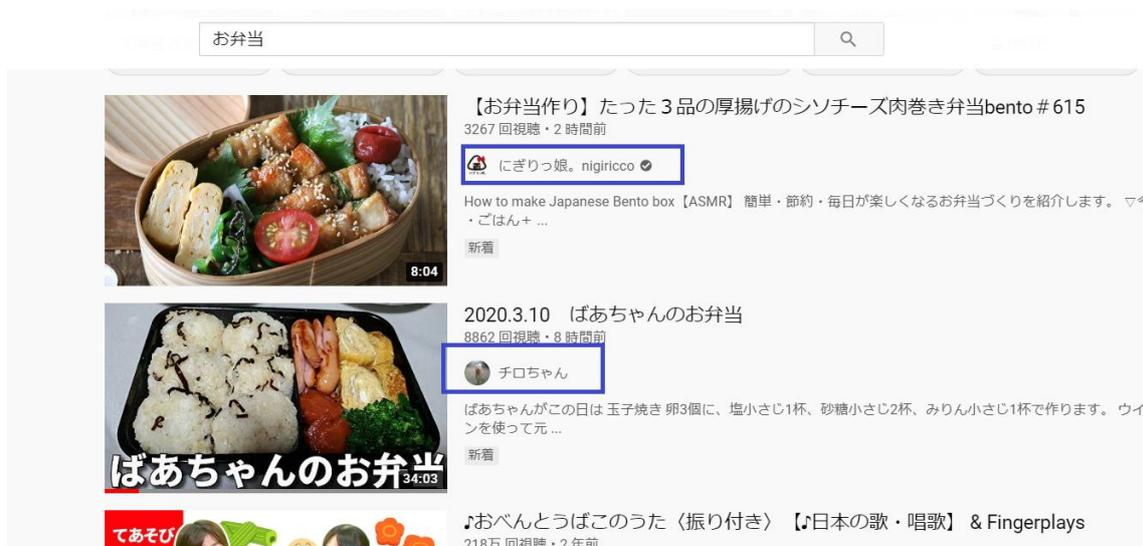 お弁当
【お弁当作り】たった３品の厚揚げのシソチーズ肉巻き弁当bento＃615
3267 回視聴・2 時間前
にぎりっ娘。nigiricco
How to make Japanese Bento box【ASMR】 簡単・節約・毎日が楽しくなるお弁当づくりを紹介します。 ▽
・ごはん＋ ...
新着
8:04
2020.3.10　ばあちゃんのお弁当
8862 回視聴・8 時間前
チロちゃん
ばあちゃんがこの日は 玉子焼き 卵3個に、塩小さじ1杯、砂糖小さじ2杯、みりん小さじ1杯で作ります。 ウイ
ンを使って元 ...
新着
ばあちゃんのお弁当
34:03
てあそび
♪おべんとうばこのうた〈振り付き〉【♪日本の歌・唱歌】 & Fingerplays
218万 回視聴・2 年前